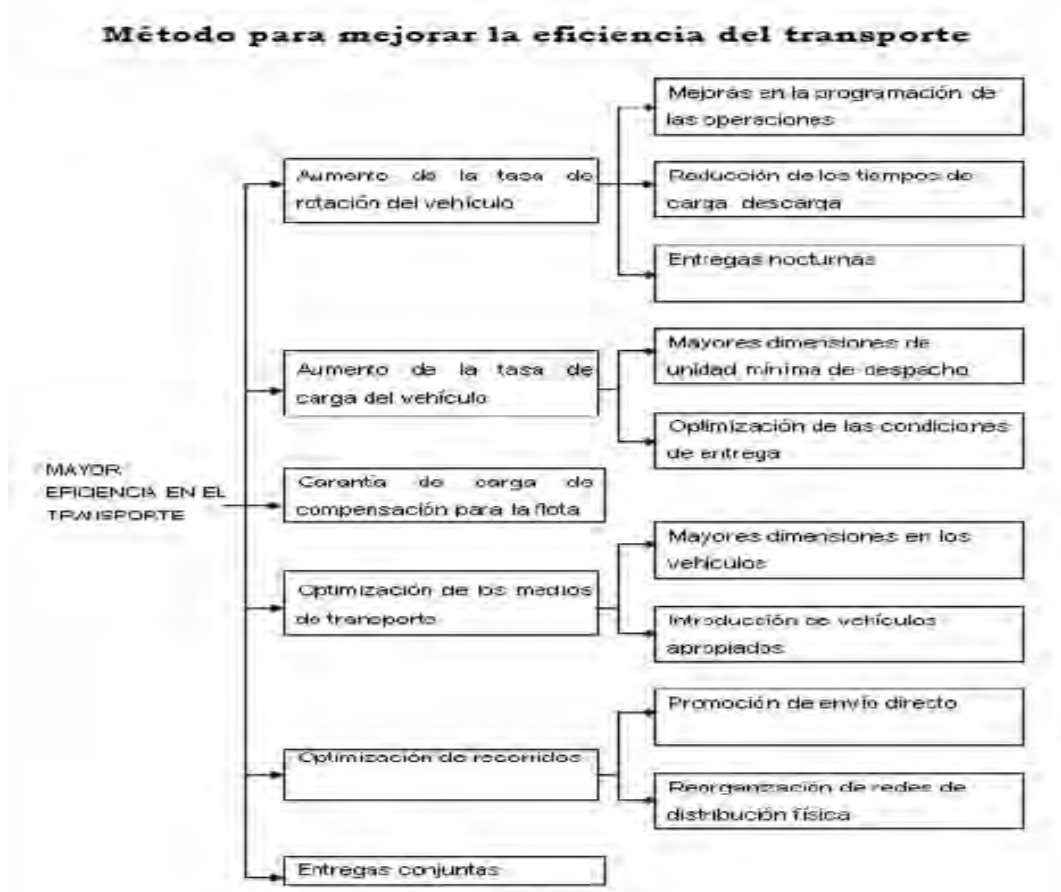 Método para mejorar la eficiencia del transporte
MAYOR
EFICIENCIA EN EL
TRANSPORTE
Aumento de la tasa de
rotación del vehículo
Mejoras en la programación de
las operaciones
Reducción de los tiempos de
carga descarga
Entregas nocturnas
Aumento de la tasa de
carga del vehículo
Mayores dimensiones de
unidad mínima de despacho
Optimización de las condiciones
de entrega
Garantía de carga de
compensación para la flota
Optimización de los medios
de transporte
Mayores dimensiones en los
vehículos
Introducción de vehículos
apropiados
Optimización de recorridos
Promoción de envío directo
Reorganización de redes de
distribución física
Entregas conjuntas